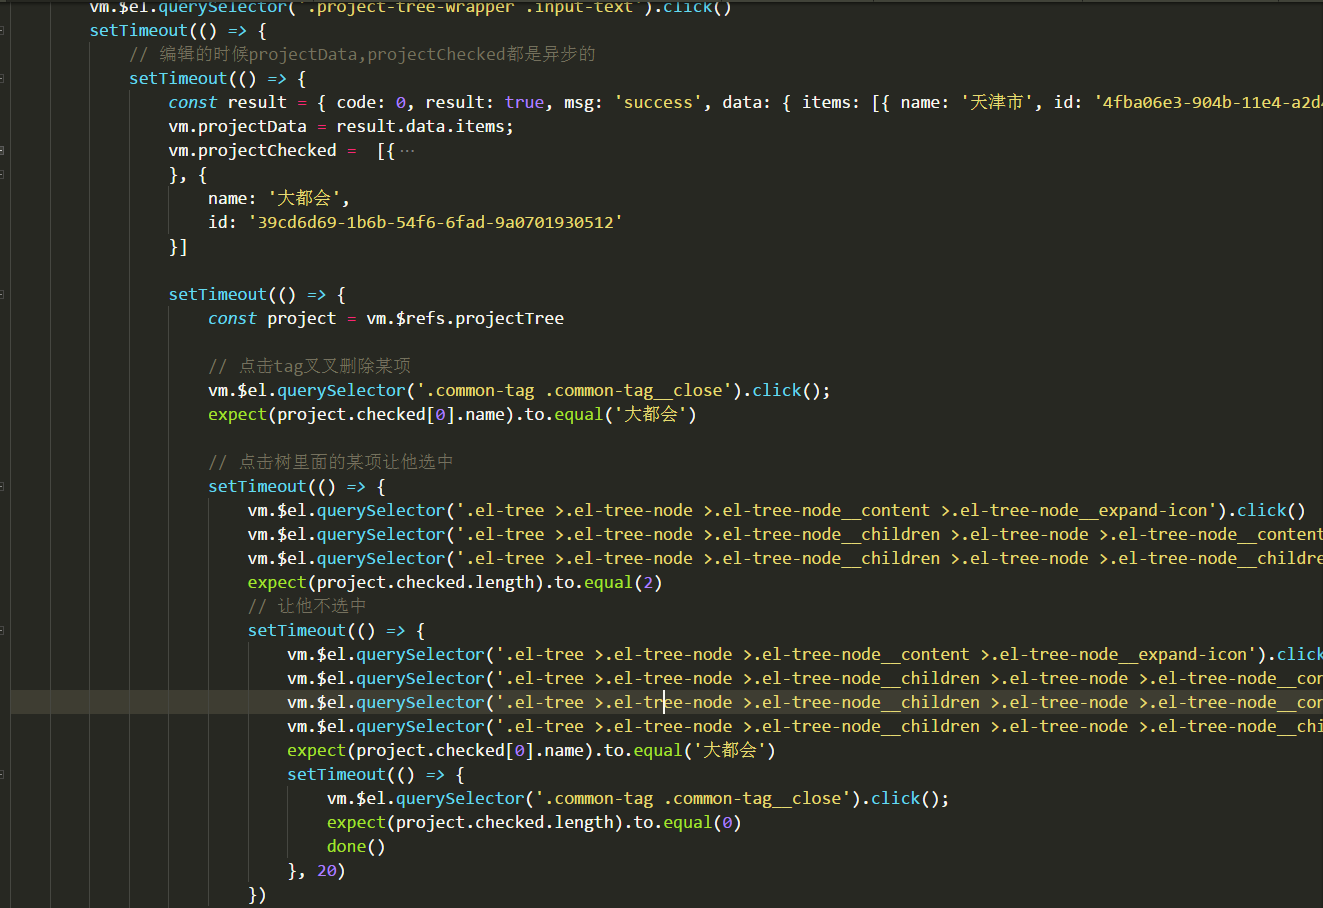 vm.$el.querySelector('.project-tree-wrapper .input-text').click()
setTimeout(() => {
// 编辑的时候projectData,projectChecked都是异步的
setTimeout(() => {
const result = { code: 0, result: true, msg: 'success', data: { items: [{ name: '天津市', id: '4fba06e3-904b-11e4-a2d4
vm.projectData = result.data.items;
vm.projectChecked =  [{ ···
}, {
name: '大都会',
id: '39cd6d69-1b6b-54f6-6fad-9a0701930512'
}]
setTimeout(() => {
const project = vm.$refs.projectTree
// 点击tag叉叉删除某项
vm.$el.querySelector('.common-tag .common-tag__close').click();
expect(project.checked[0].name).to.equal('大都会')
// 点击树里面的某项让他选中
setTimeout(() => {
vm.$el.querySelector('.el-tree >.el-tree-node >.el-tree-node__content >.el-tree-node__expand-icon').click()
vm.$el.querySelector('.el-tree >.el-tree-node >.el-tree-node__children >.el-tree-node >.el-tree-node__content
vm.$el.querySelector('.el-tree >.el-tree-node >.el-tree-node__children >.el-tree-node >.el-tree-node__childre
expect(project.checked.length).to.equal(2)
// 让他不选中
setTimeout(() => {
vm.$el.querySelector('.el-tree >.el-tree-node >.el-tree-node__content >.el-tree-node__expand-icon').click
vm.$el.querySelector('.el-tree >.el-tree-node >.el-tree-node__children >.el-tree-node >.el-tree-node__con
vm.$el.querySelector('.el-tree >.el-tree-node >.el-tree-node__children >.el-tree-node >.el-tree-node__con
vm.$el.querySelector('.el-tree >.el-tree-node >.el-tree-node__children >.el-tree-node >.el-tree-node__chi
expect(project.checked[0].name).to.equal('大都会')
setTimeout(() => {
vm.$el.querySelector('.common-tag .common-tag__close').click();
expect(project.checked.length).to.equal(0)
done()
}, 20)
})